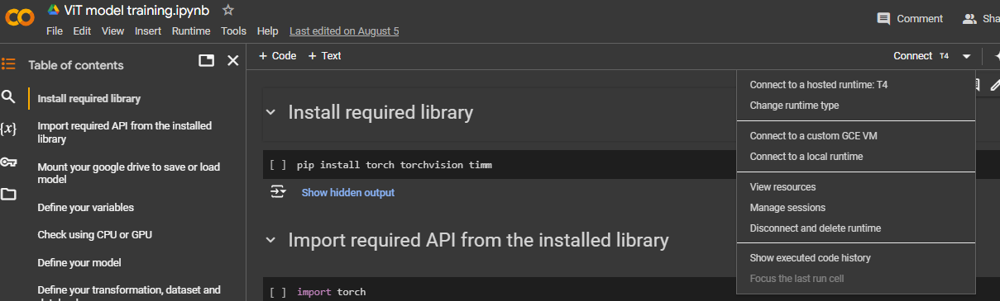 ViT model training.ipynb
File Edit View Insert Runtime Tools Help Last edited on August 5
Comment
Table of contents
Install required library
Import required API from the installed
library
Mount your google drive to save or load
model
Define your variables
Check using CPU or GPU
Define your model
Define your transformation, dataset and
+ Code + Text
Connect T4
Install required library
[ ] pip install torch torchvision timm
Show hidden output
Import required API from the installed library
[ ] import torch
Connect to a hosted runtime: T4
Change runtime type
Connect to a custom GCE VM
Connect to a local runtime
View resources
Manage sessions
Disconnect and delete runtime
Show executed code history
Focus the last run cell